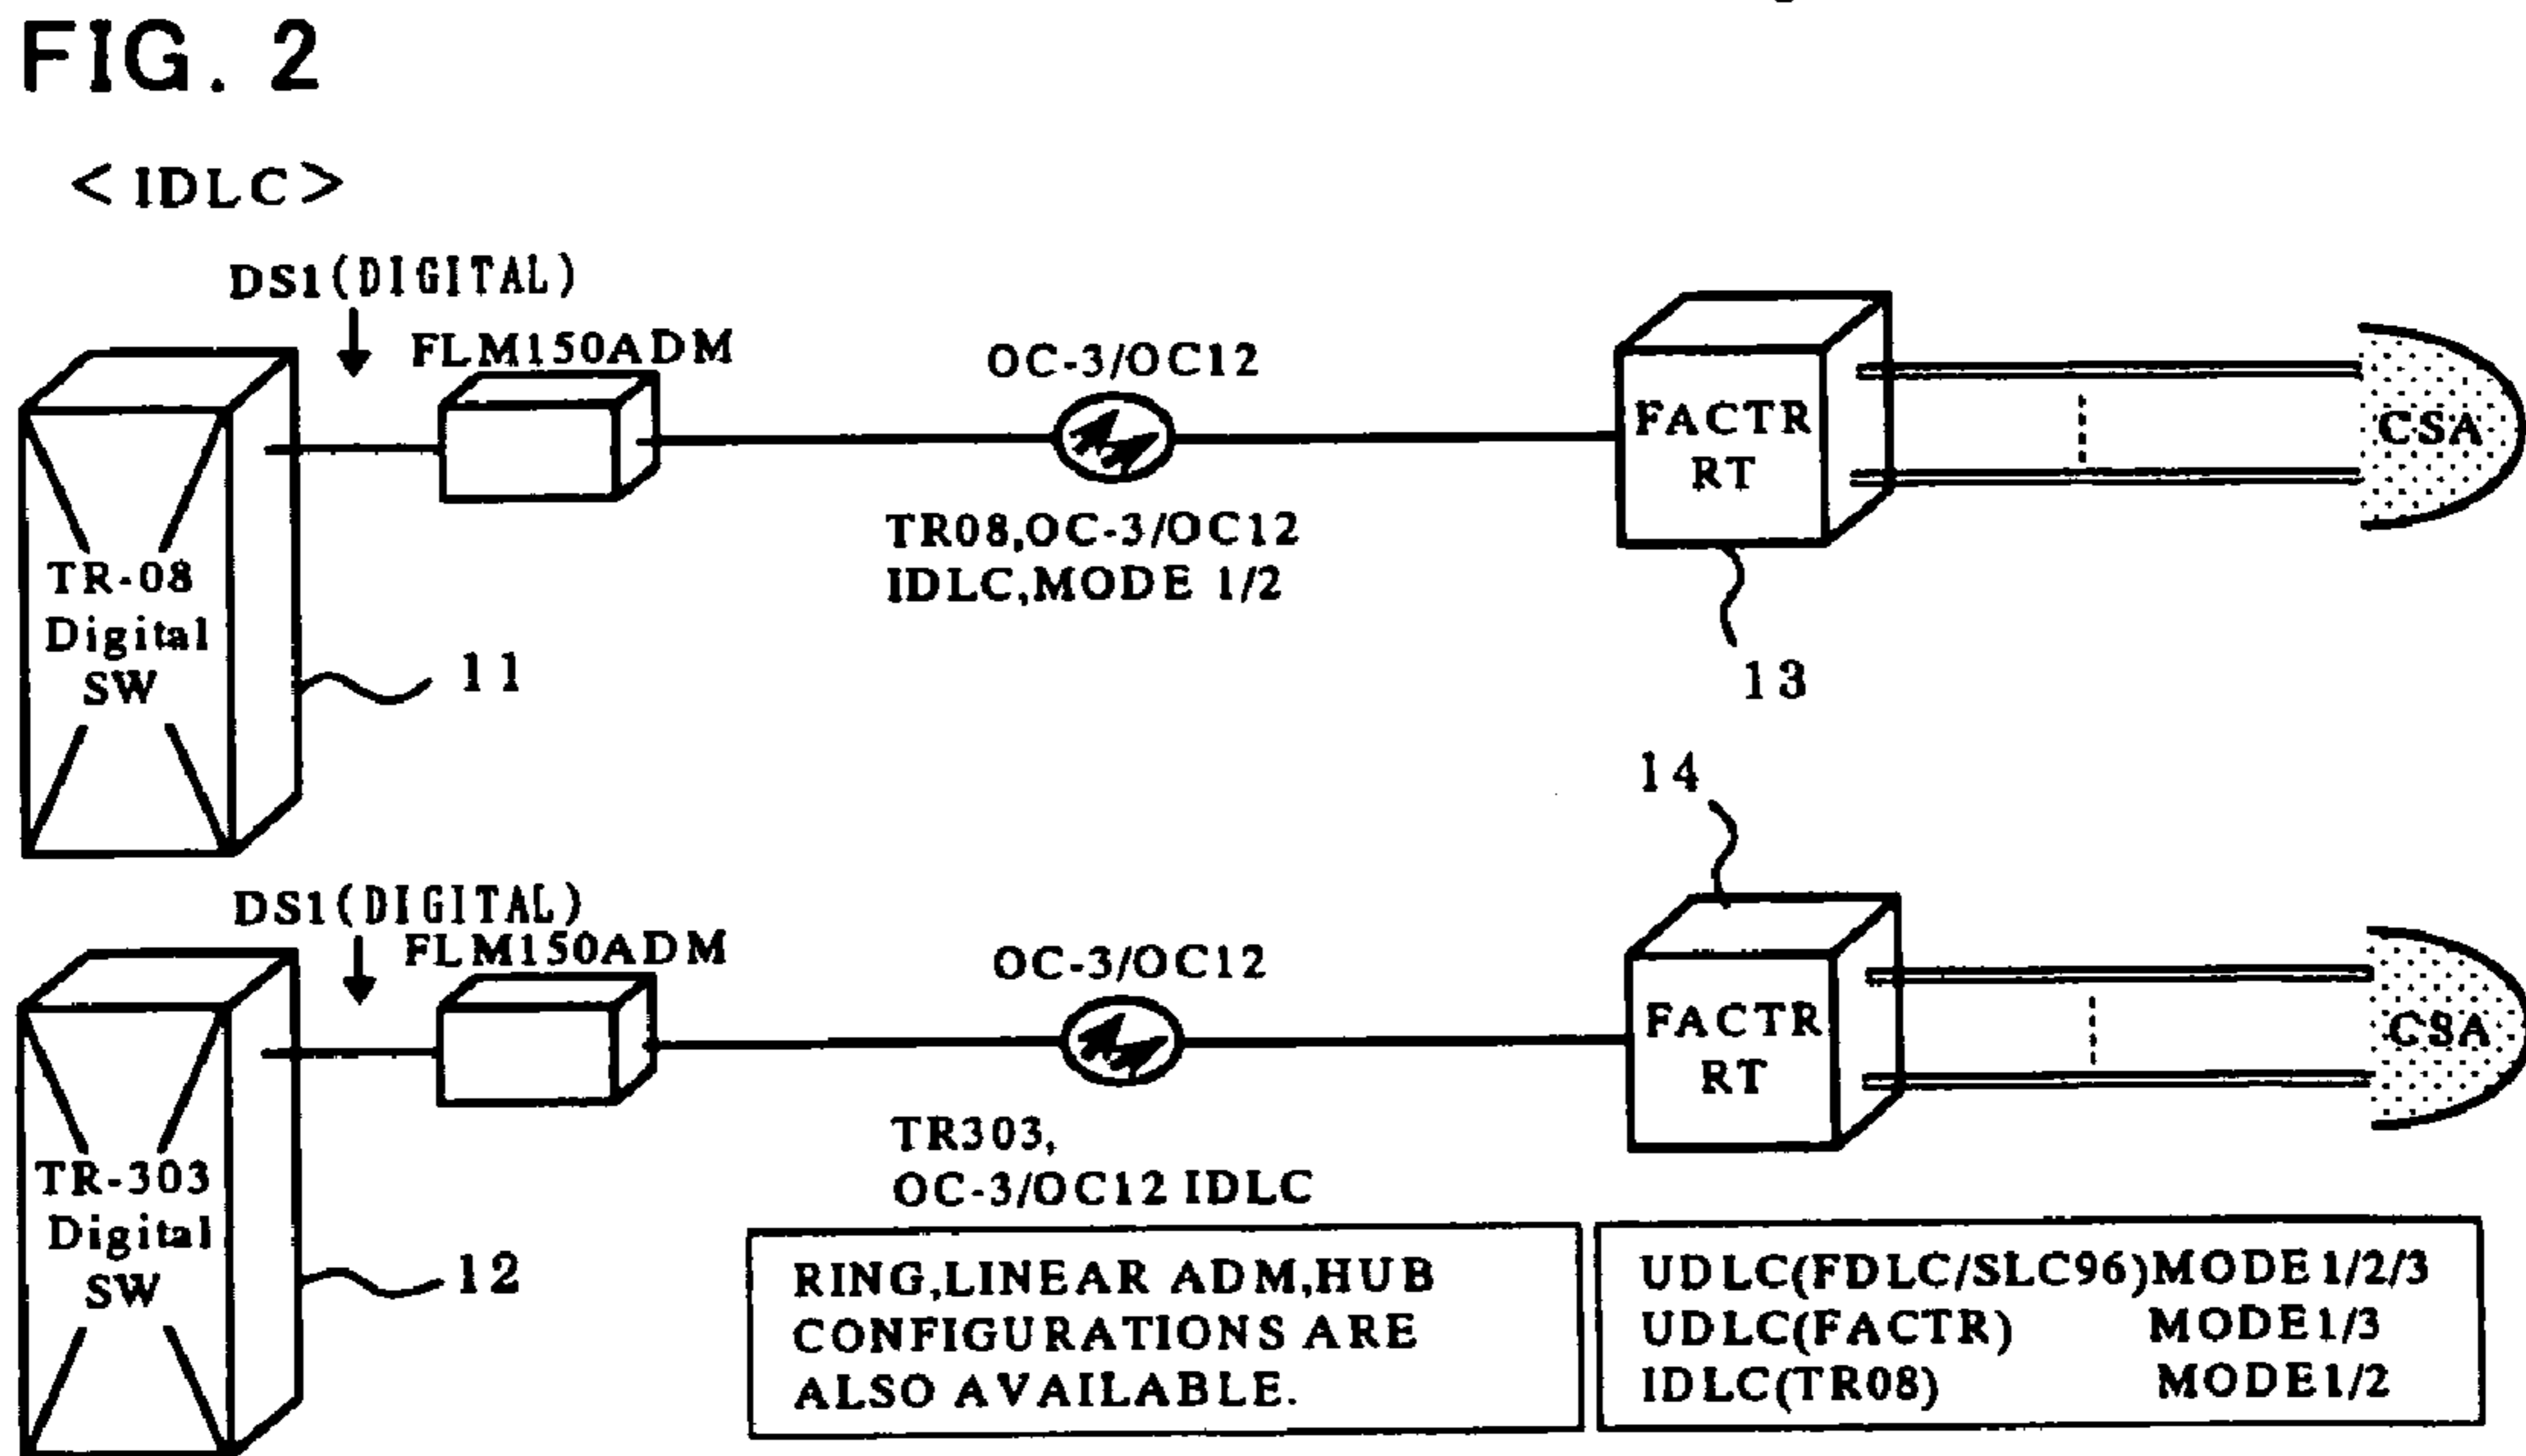 FIG. 2
<IDLC>
DS1(DIGITAL)
FLM150ADM
OC-3/OC12
FACTR
RT
CSA
TR08,OC-3/OC12
IDLC,MODE 1/2
TR-08
Digital
SW
11
13
14
DS1(DIGITAL)
FLM150ADM
OC-3/OC12
FACTR
RT
CSA
TR303,
OC-3/OC12 IDLC
TR-303
Digital
SW
12
RING,LINEAR ADM,HUB
CONFIGURATIONS ARE
ALSO AVAILABLE.
UDLC(FDLC/SLC96)MODE1/2/3
UDLC(FACTR) MODE1/3
IDLC(TR08) MODE1/2